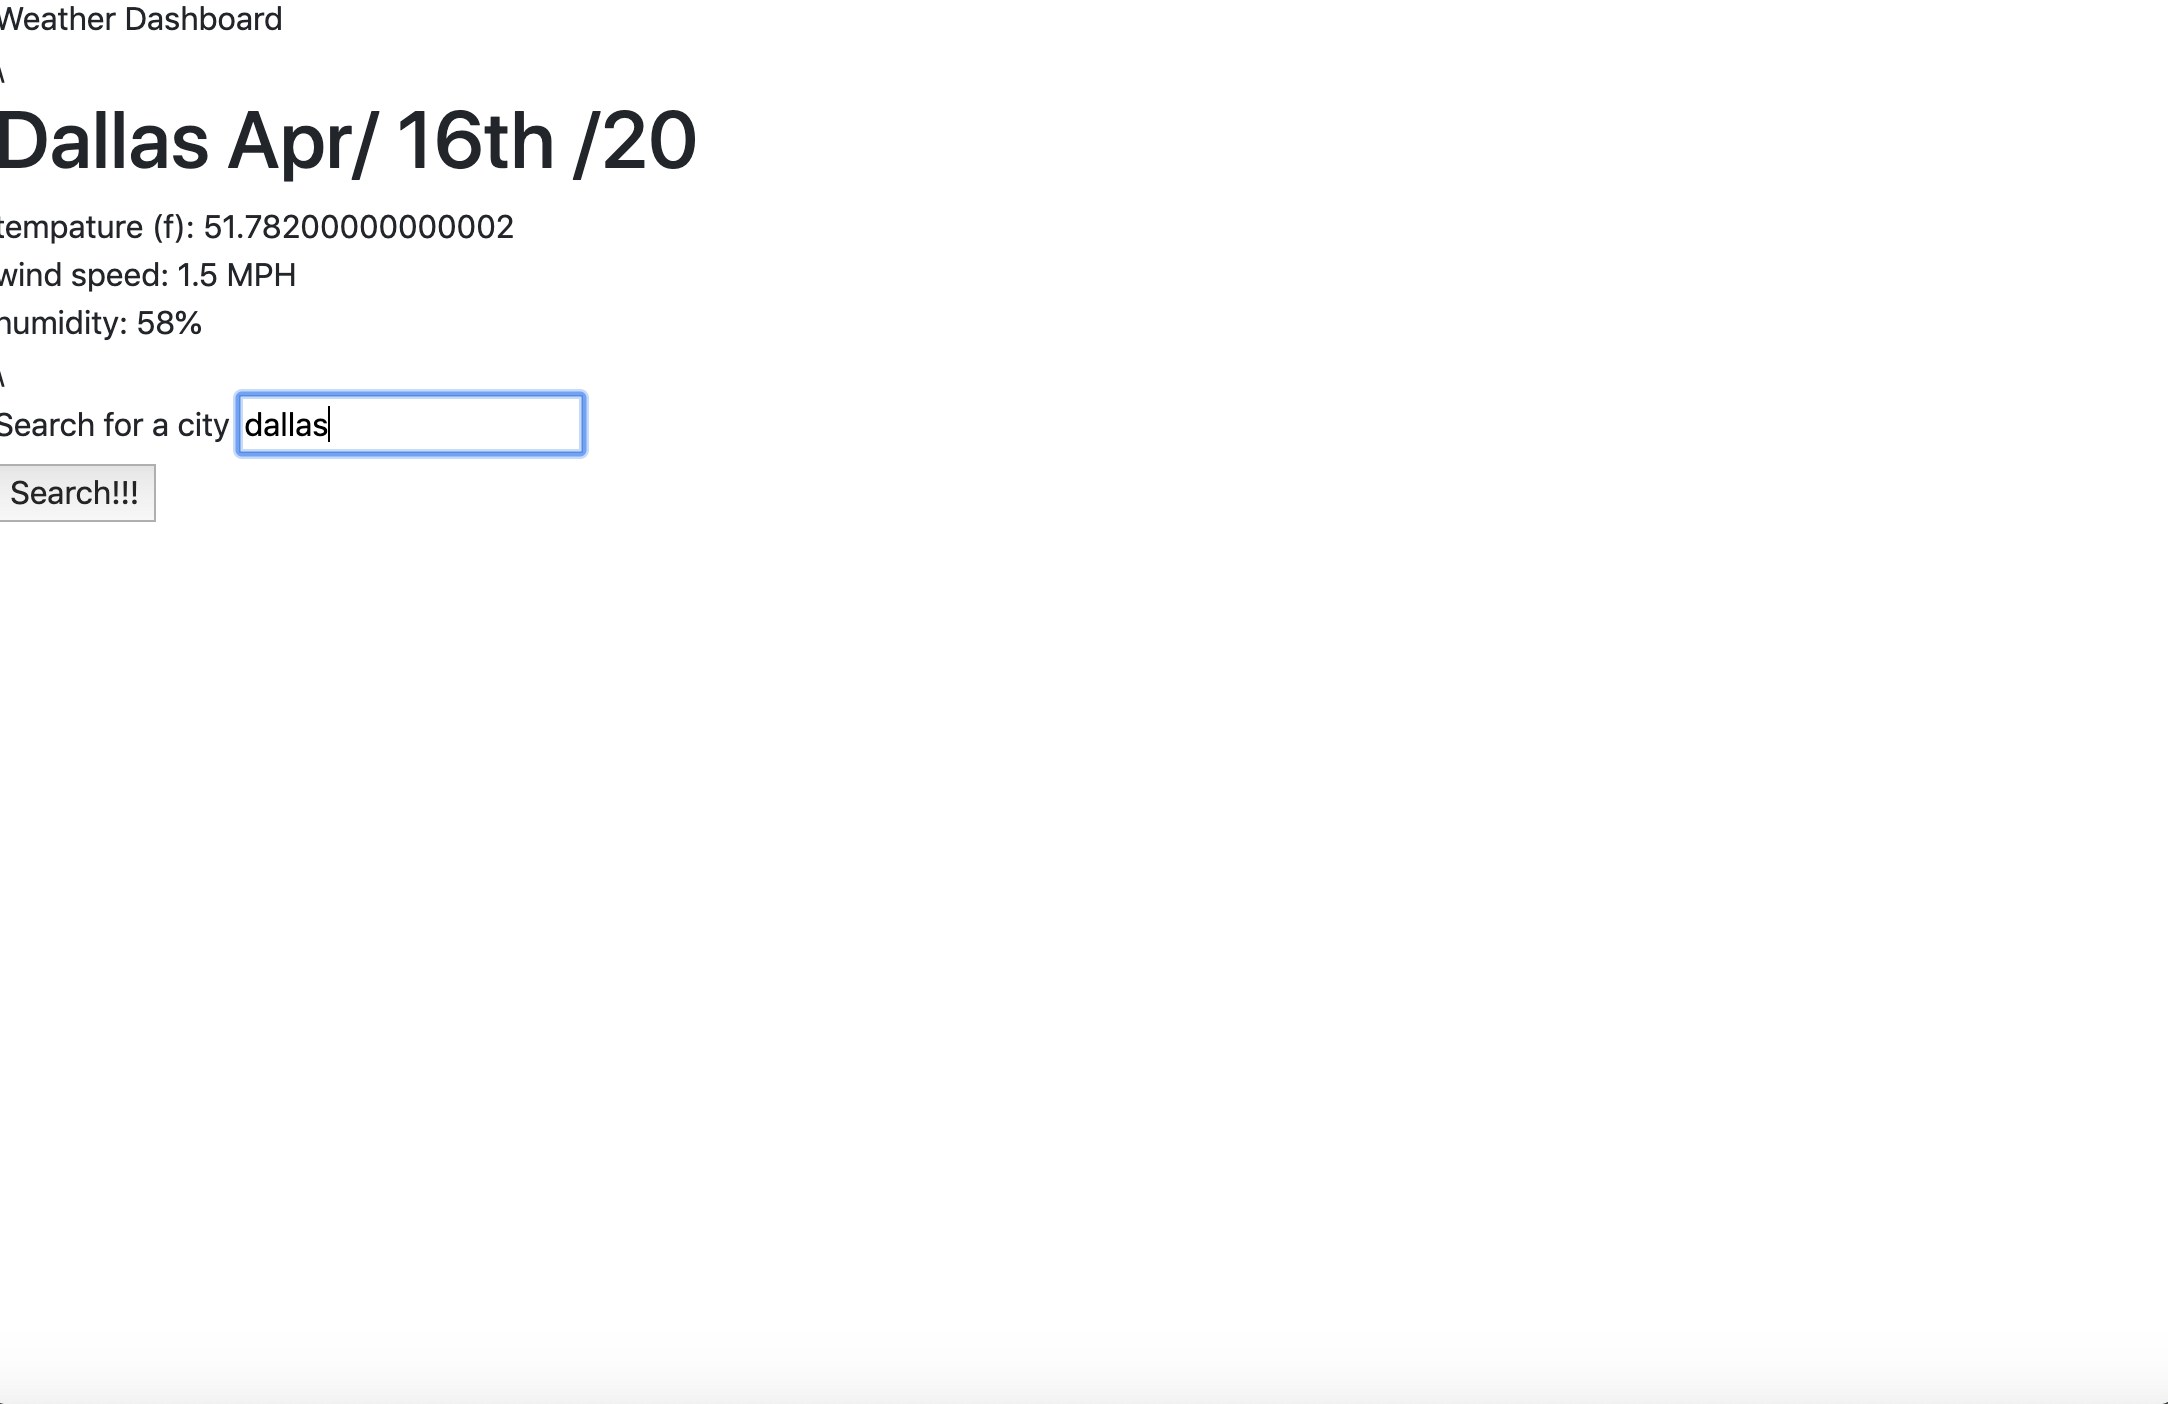 Weather Dashboard
\
Dallas Apr/ 16th /20
tempature (f): 51.78200000000002
wind speed: 1.5 MPH
humidity: 58%
\
Search for a city dallas
Search!!!